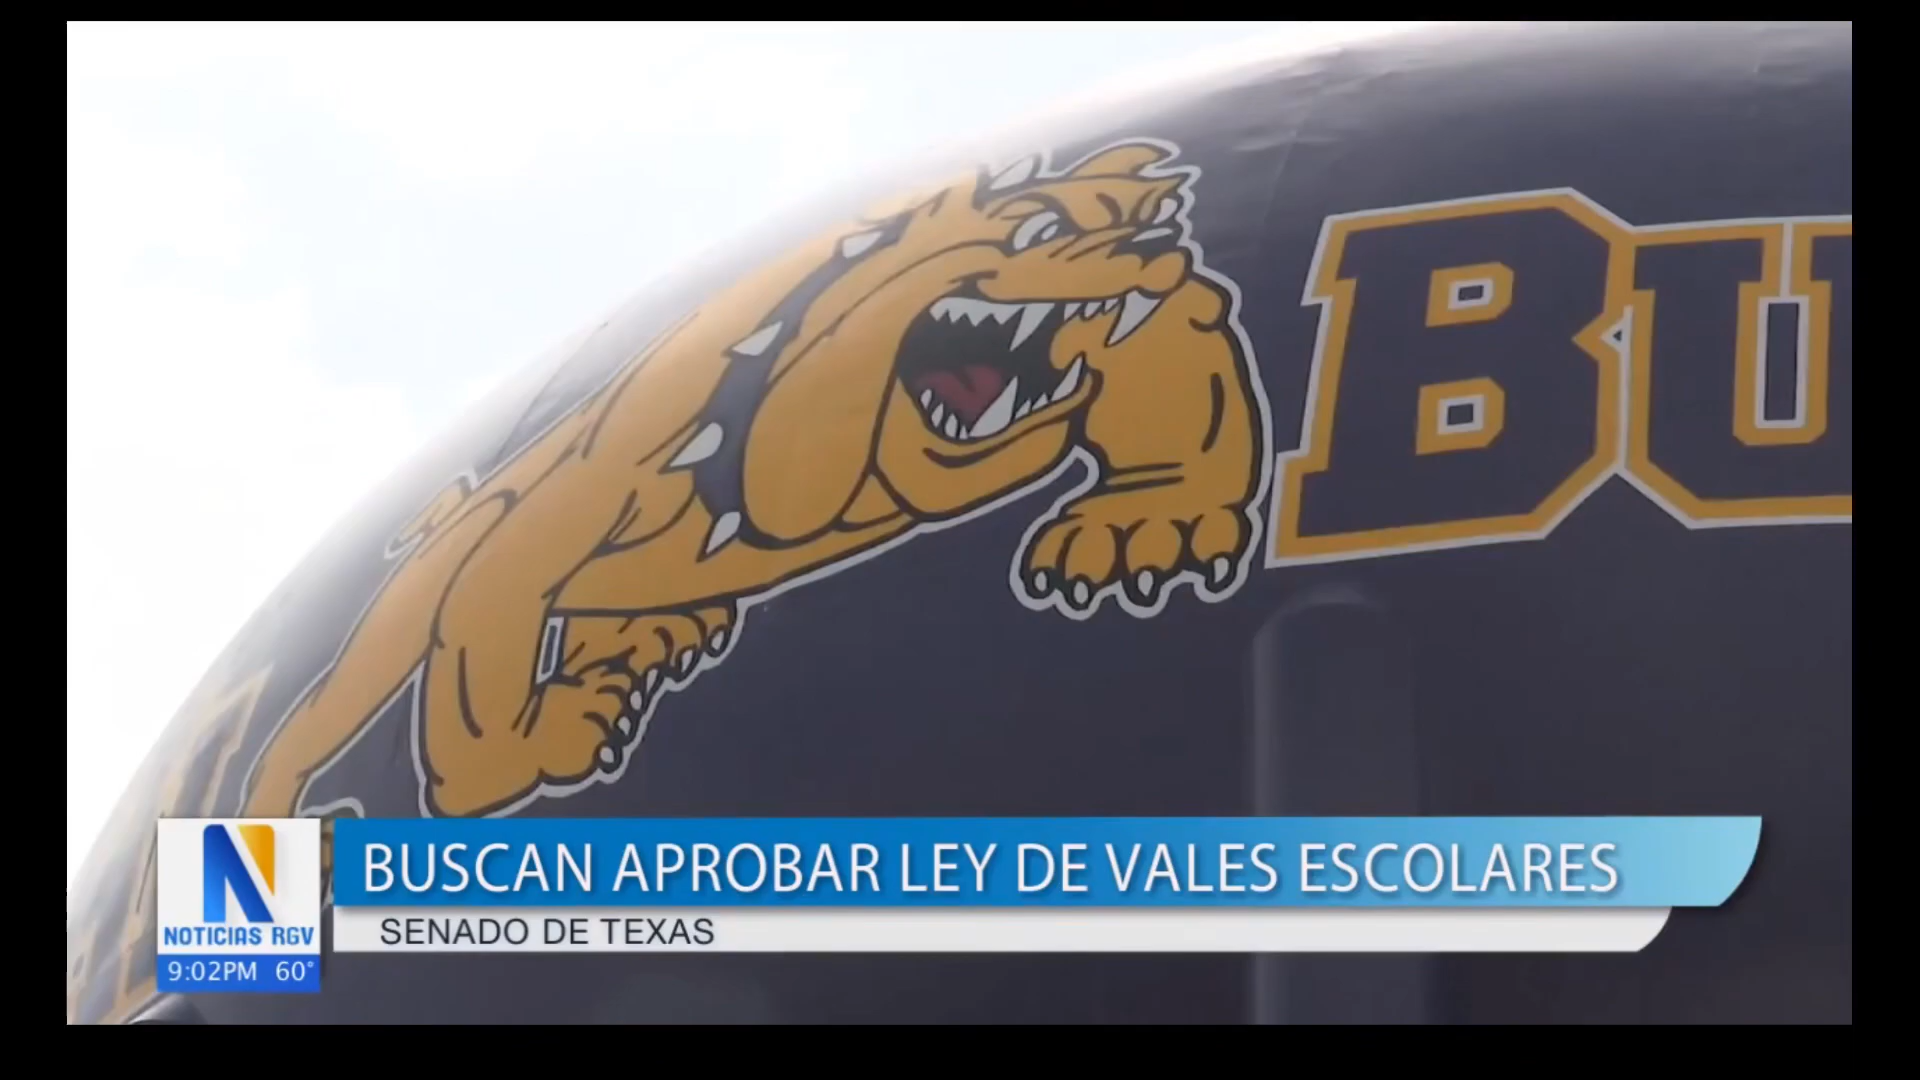 BU
BUSCAN APROBAR LEY DE VALES ESCOLARES
SENADO DE TEXAS
NOTICIAS RGV
9:02PM 60°